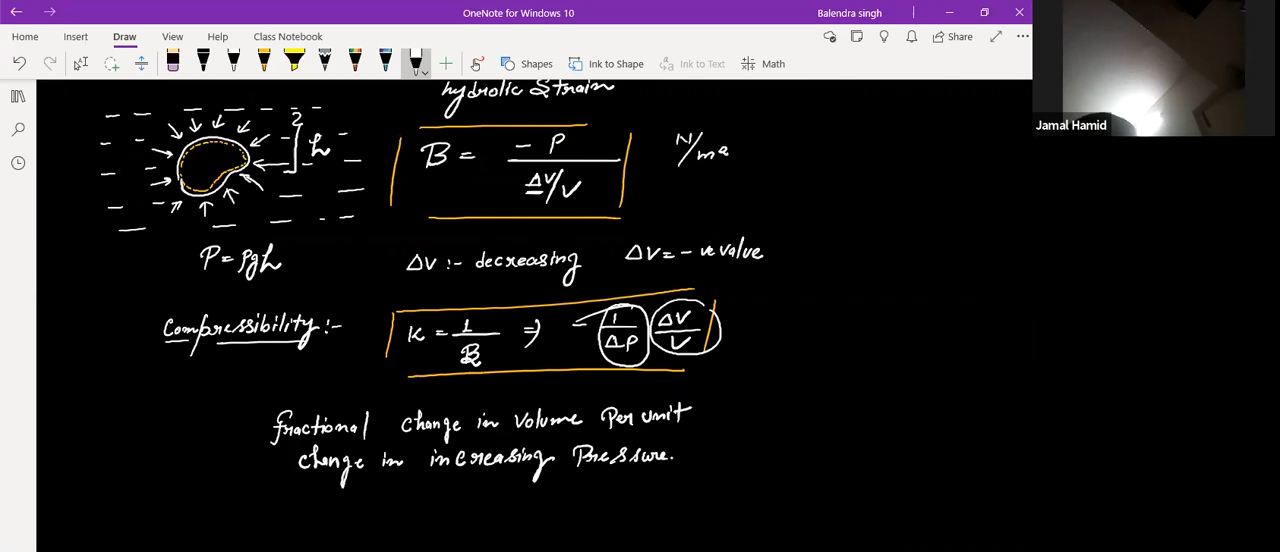 OneNote for Windows 10
Balendra singh
Home Insert Draw View Help Class Notebook
Share
Shapes Ink to Shape Ink to Text Math
Jamal Hamid
hydrolic Strain
h
B = - P / ΔV/V
N/m2
P = ρgh
ΔV :- decreasing ΔV = - ve value
Compressibility :-
K = 1/B ⇒ - 1/ΔP ΔV/V
fractional change in volume Per unit
change in increasing Pressure.